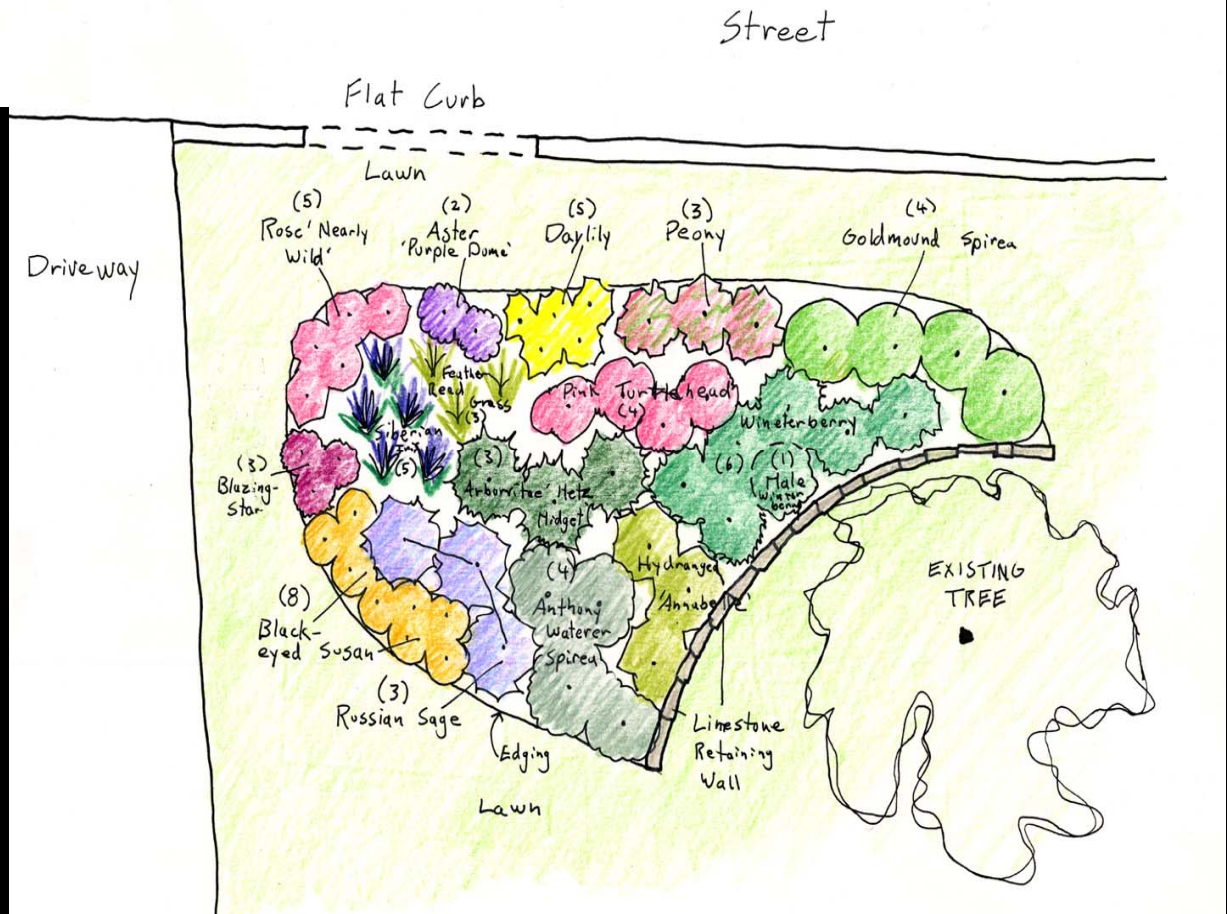 Street
Flat Curb
Lawn
Driveway
(5)
Rose 'Nearly
Wild'
(2)
Aster
'Purple Dome'
(5)
Daylily
(3)
Peony
(4)
Goldmound Spirea
Feather
Reed
Grass
(3)
Pink Turtlehead
(4)
Wineterberry
(6)
(1)
Male
Winter
berry
Siberian
Iris
(5)
(3)
Blazing-
Star
(3)
Arborvitae 'Hetz
Midget
Hydrangea
'Annabelle'
(4)
Anthony
Waterer
Spirea
(8)
Black-
eyed Susan
(3)
Russian Sage
Edging
Limestone
Retaining
Wall
EXISTING
TREE
Lawn